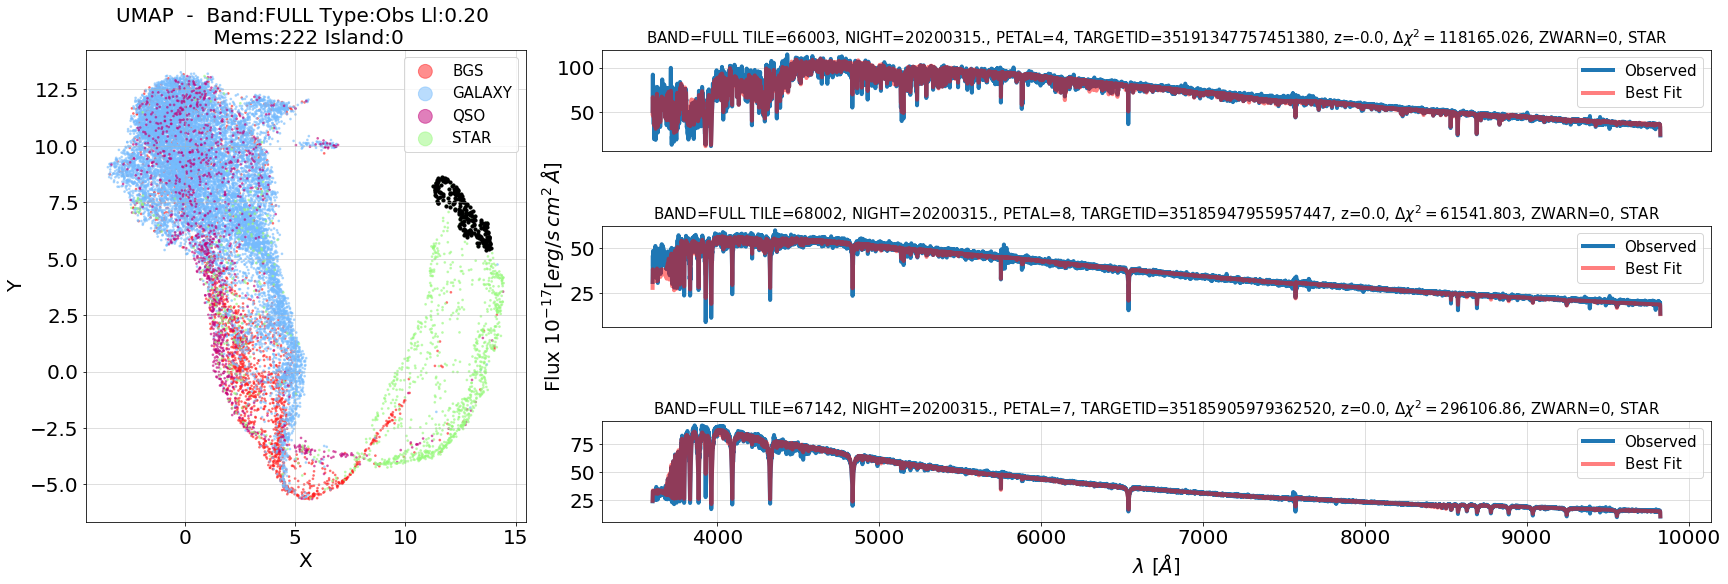 UMAP - Band:FULL Type:Obs Ll:0.20
Mems:222 Island:0
BGS
GALAXY
QSO
STAR
12.5
10.0
7.5
5.0
2.5
0.0
−2.5
−5.0
Y
0
5
10
15
X
BAND=FULL TILE=66003, NIGHT=20200315., PETAL=4, TARGETID=35191347757451380, z=-0.0, Δχ² = 118165.026, ZWARN=0, STAR
100
50
Observed
Best Fit
BAND=FULL TILE=68002, NIGHT=20200315., PETAL=8, TARGETID=35185947955957447, z=0.0, Δχ² = 61541.803, ZWARN=0, STAR
50
25
Observed
Best Fit
Flux 10⁻¹⁷[erg/s cm² Å]
BAND=FULL TILE=67142, NIGHT=20200315., PETAL=7, TARGETID=35185905979362520, z=0.0, Δχ² = 296106.86, ZWARN=0, STAR
75
50
25
Observed
Best Fit
4000
5000
6000
7000
8000
9000
10000
λ [Å]